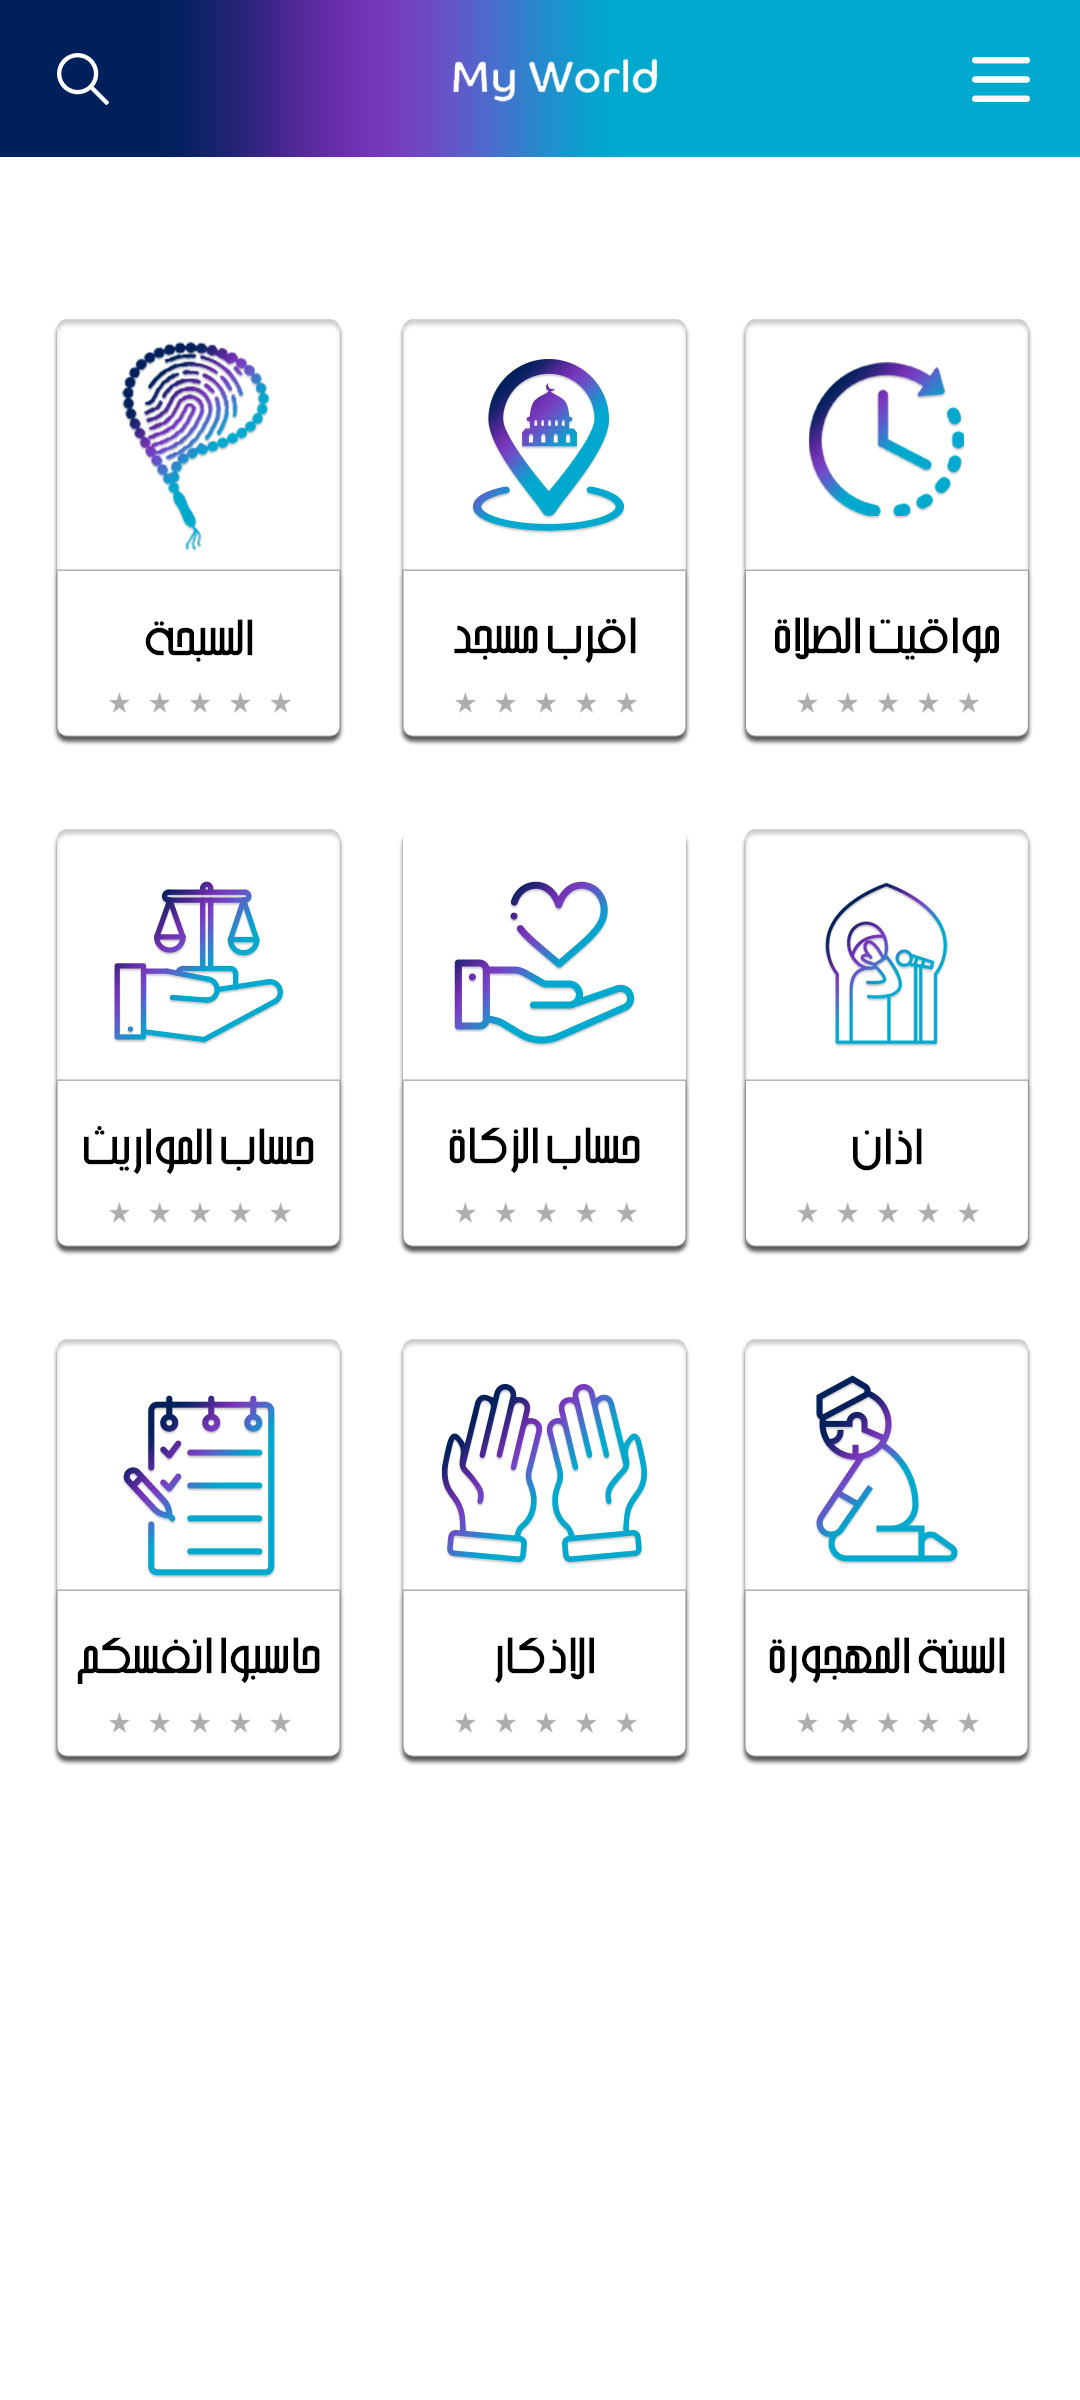 My World
مواقيت الصلاة
اقرب مسجد
السبحة
اذان
حساب الزكاة
حساب المواريث
السنة المهجورة
الاذكار
حاسبوا انفسكم